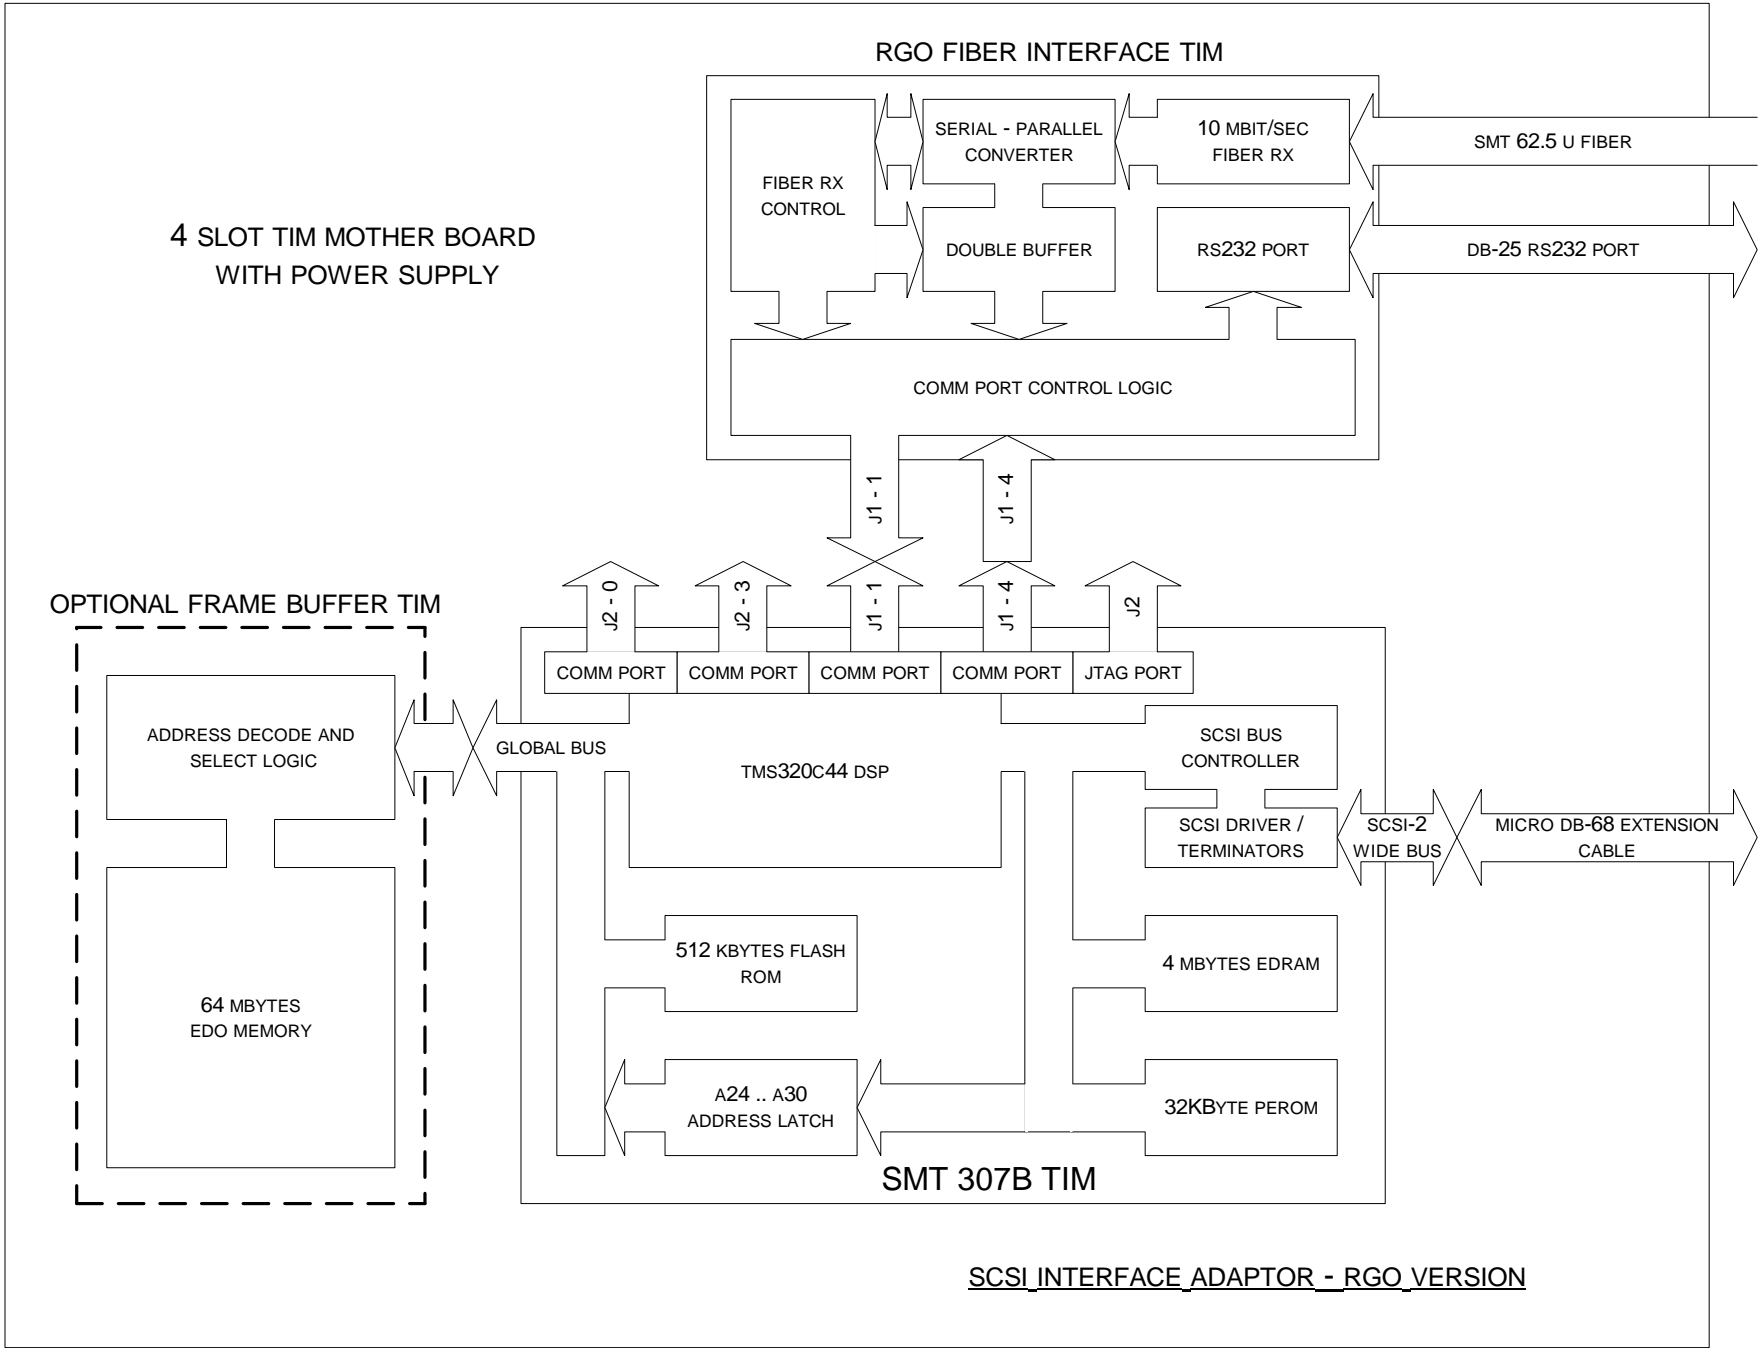 RGO FIBER INTERFACE TIM
SERIAL - PARALLEL
CONVERTER
10 MBIT/SEC
FIBER RX
SMT 62.5 U FIBER
FIBER RX
CONTROL
4 SLOT TIM MOTHER BOARD
WITH POWER SUPPLY
DOUBLE BUFFER
RS232 PORT
DB-25 RS232 PORT
COMM PORT CONTROL LOGIC
J1 - 1
J1 - 4
J2 - 0
J2 - 3
J1 - 1
J1 - 4
J2
OPTIONAL FRAME BUFFER TIM
COMM PORT
COMM PORT
COMM PORT
COMM PORT
JTAG PORT
ADDRESS DECODE AND
SELECT LOGIC
GLOBAL BUS
TMS320C44 DSP
SCSI BUS
CONTROLLER
SCSI DRIVER /
TERMINATORS
SCSI-2
WIDE BUS
MICRO DB-68 EXTENSION
CABLE
512 KBYTES FLASH
ROM
4 MBYTES EDRAM
64 MBYTES
EDO MEMORY
A24 .. A30
ADDRESS LATCH
32KBYTE PEROM
SMT 307B TIM
SCSI INTERFACE ADAPTOR - RGO VERSION